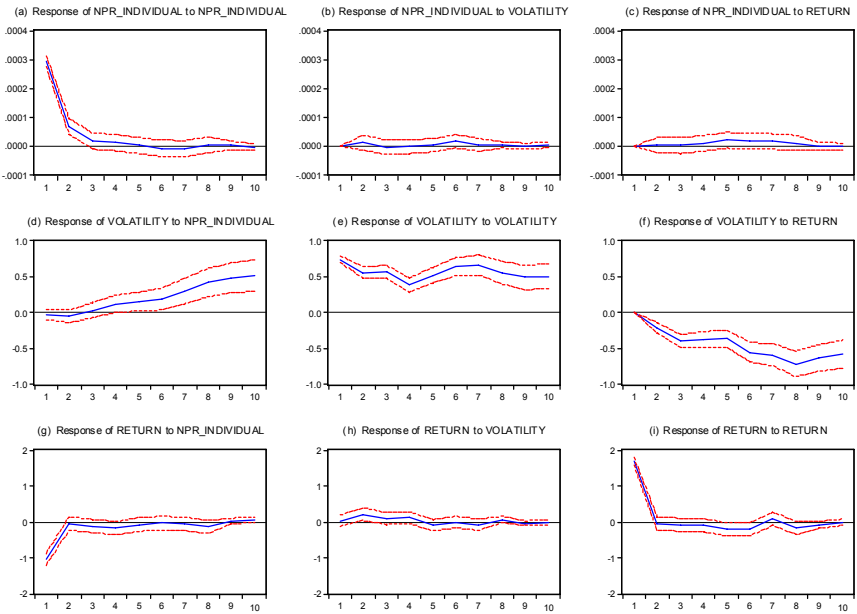 (a) Response of NPR_INDIVIDUAL to NPR_INDIVIDUAL
.0004
.0003
.0002
.0001
.0000
-.0001
1 2 3 4 5 6 7 8 9 10
(b) Response of NPR_INDIVIDUAL to VOLATILITY
.0004
.0003
.0002
.0001
.0000
-.0001
1 2 3 4 5 6 7 8 9 10
(c) Response of NPR_INDIVIDUAL to RETURN
.0004
.0003
.0002
.0001
.0000
-.0001
1 2 3 4 5 6 7 8 9 10
(d) Response of VOLATILITY to NPR_INDIVIDUAL
1.0
0.5
0.0
-0.5
-1.0
1 2 3 4 5 6 7 8 9 10
(e) Response of VOLATILITY to VOLATILITY
1.0
0.5
0.0
-0.5
-1.0
1 2 3 4 5 6 7 8 9 10
(f) Response of VOLATILITY to RETURN
1.0
0.5
0.0
-0.5
-1.0
1 2 3 4 5 6 7 8 9 10
(g) Response of RETURN to NPR_INDIVIDUAL
2
1
0
-1
-2
1 2 3 4 5 6 7 8 9 10
(h) Response of RETURN to VOLATILITY
2
1
0
-1
-2
1 2 3 4 5 6 7 8 9 10
(i) Response of RETURN to RETURN
2
1
0
-1
-2
1 2 3 4 5 6 7 8 9 10